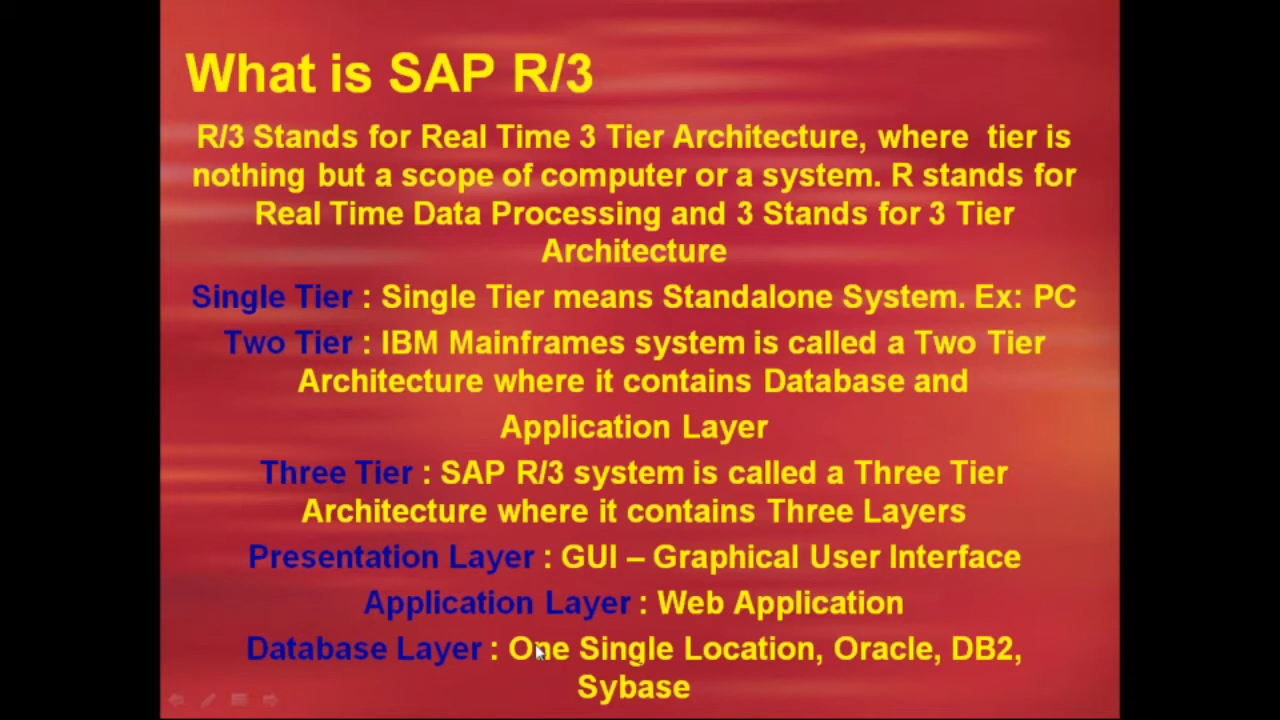 What is SAP R/3
R/3 Stands for Real Time 3 Tier Architecture, where tier is
nothing but a scope of computer or a system. R stands for
Real Time Data Processing and 3 Stands for 3 Tier
Architecture
Single Tier : Single Tier means Standalone System. Ex: PC
Two Tier : IBM Mainframes system is called a Two Tier
Architecture where it contains Database and
Application Layer
Three Tier : SAP R/3 system is called a Three Tier
Architecture where it contains Three Layers
Presentation Layer : GUI – Graphical User Interface
Application Layer : Web Application
Database Layer : One Single Location, Oracle, DB2,
Sybase